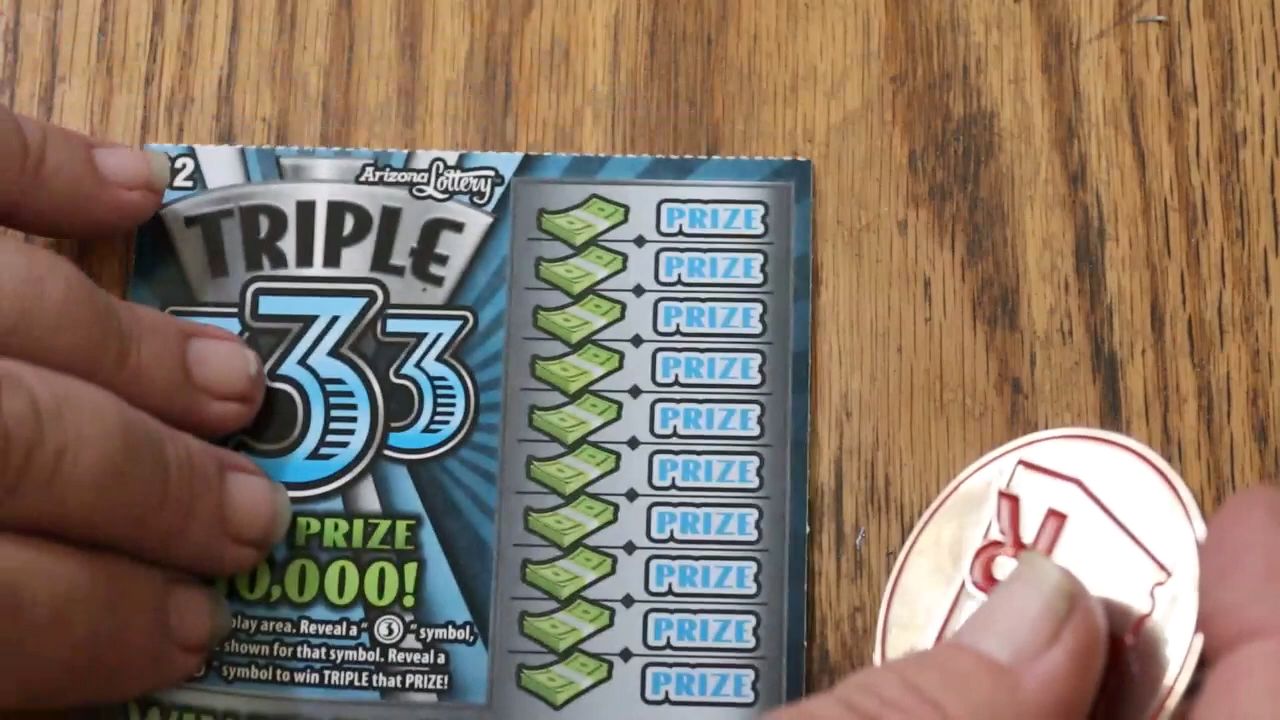 2
Arizona Lottery
TRIPLE
33
PRIZE
0,000!
play area. Reveal a " 3 " symbol,
shown for that symbol. Reveal a
symbol to win TRIPLE that PRIZE!
PRIZE
PRIZE
PRIZE
PRIZE
PRIZE
PRIZE
PRIZE
PRIZE
PRIZE
PRIZE